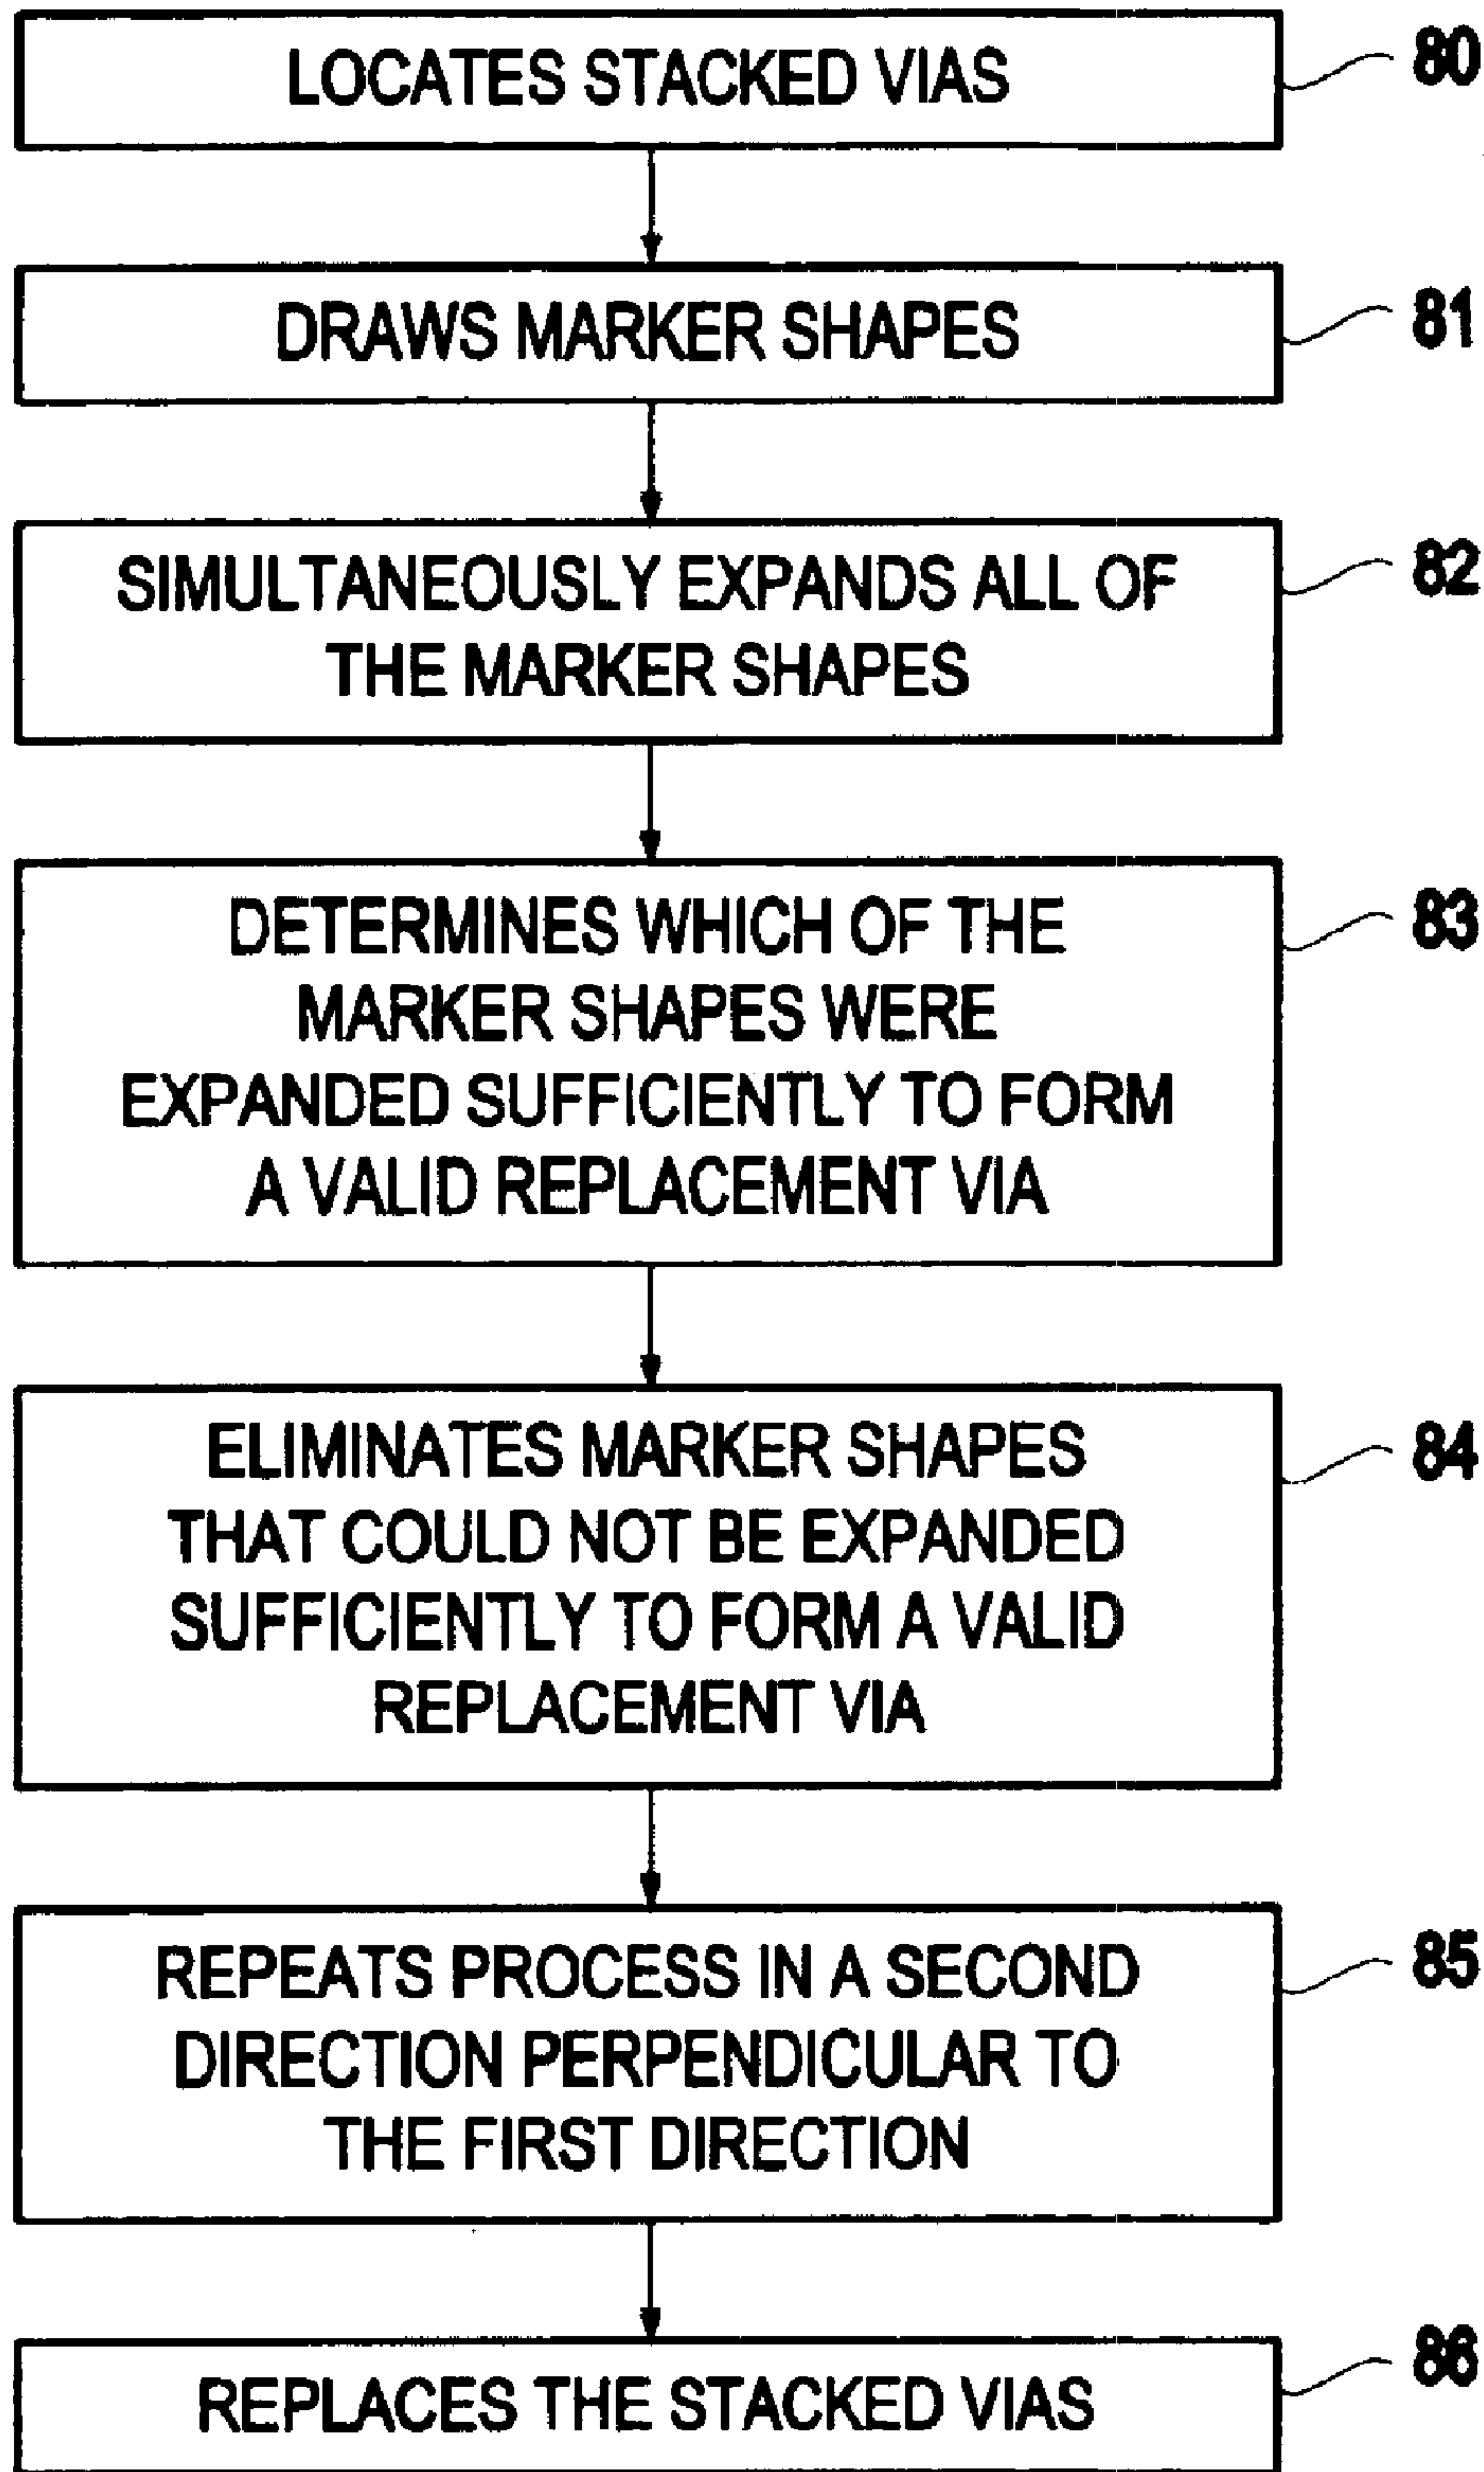 LOCATES STACKED VIAS
80
DRAWS MARKER SHAPES
81
SIMULTANEOUSLY EXPANDS ALL OF
THE MARKER SHAPES
82
DETERMINES WHICH OF THE
MARKER SHAPES WERE
EXPANDED SUFFICIENTLY TO FORM
A VALID REPLACEMENT VIA
83
ELIMINATES MARKER SHAPES
THAT COULD NOT BE EXPANDED
SUFFICIENTLY TO FORM A VALID
REPLACEMENT VIA
84
REPEATS PROCESS IN A SECOND
DIRECTION PERPENDICULAR TO
THE FIRST DIRECTION
85
REPLACES THE STACKED VIAS
86